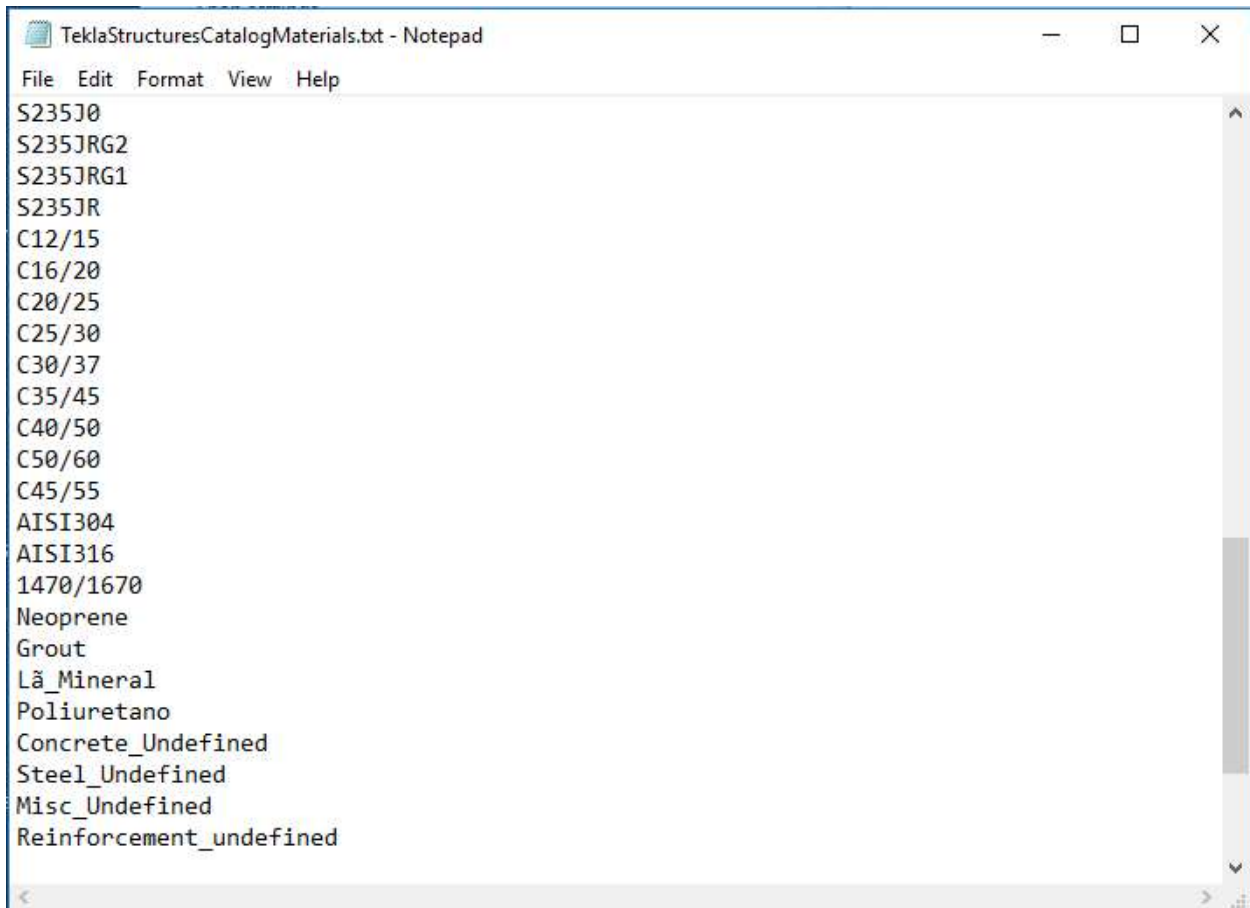 TeklaStructuresCatalogMaterials.txt - Notepad
File Edit Format View Help
S235J0
S235JRG2
S235JRG1
S235JR
C12/15
C16/20
C20/25
C25/30
C30/37
C35/45
C40/50
C50/60
C45/55
AISI304
AISI316
1470/1670
Neoprene
Grout
Lã_Mineral
Poliuretano
Concrete_Undefined
Steel_Undefined
Misc_Undefined
Reinforcement_undefined